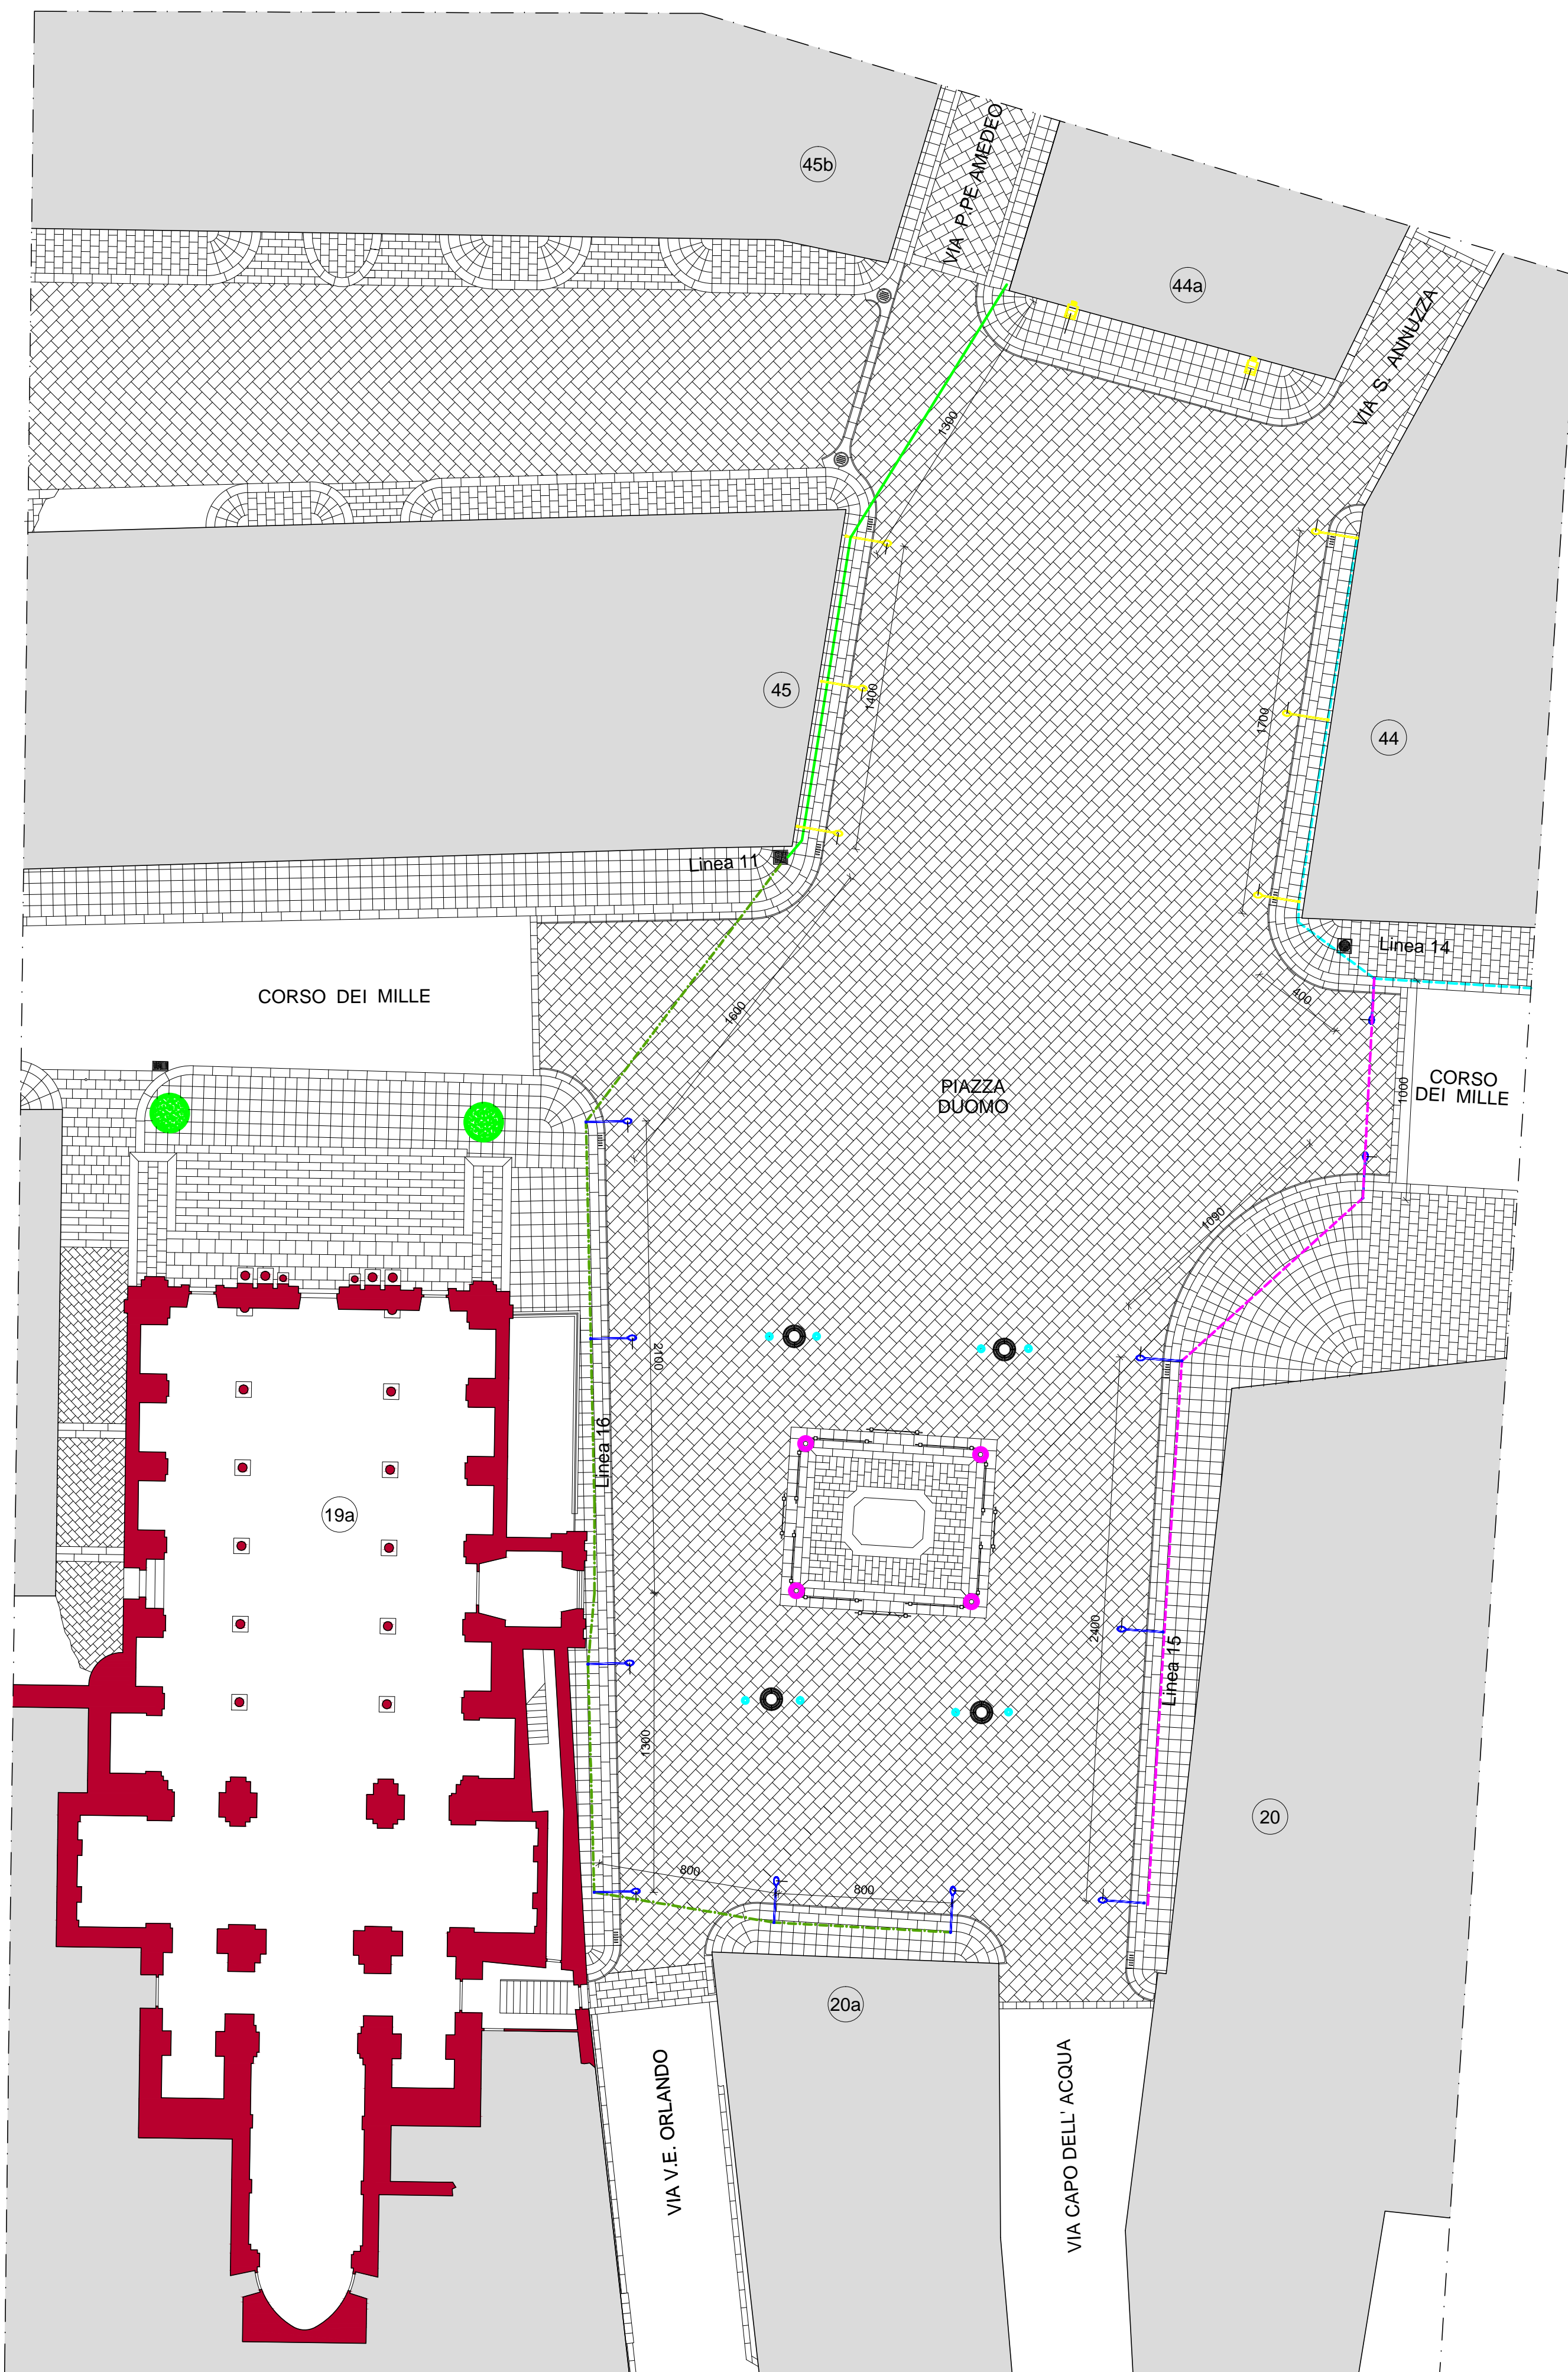 45b
VIA P.PE AMEDEO
44a
VIA S. ANNUZZA
1300
45
1400
1700
44
Linea 11
Linea 14
CORSO DEI MILLE
1600
400
PIAZZA
DUOMO
1000
CORSO
DEI MILLE
1090
2100
Linea 16
19a
2400
Linea 15
1300
20
800
800
20a
VIA V.E. ORLANDO
VIA CAPO DELL' ACQUA